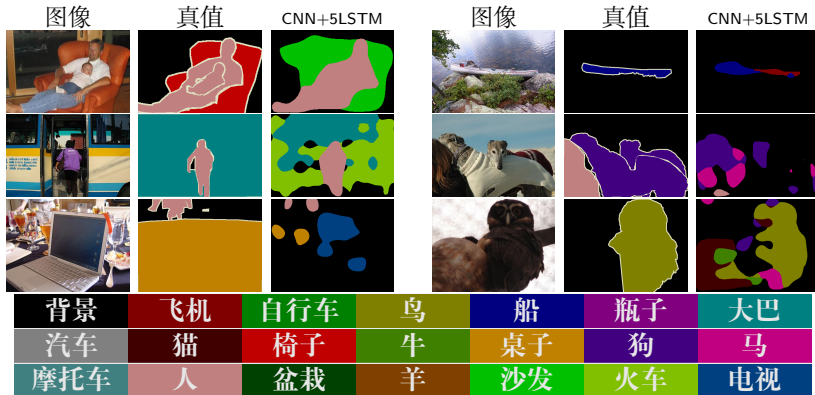 图像 真值 CNN+5LSTM 图像 真值 CNN+5LSTM
背景 飞机 自行车 鸟 船 瓶子 大巴
汽车 猫 椅子 牛 桌子 狗 马
摩托车 人 盆栽 羊 沙发 火车 电视